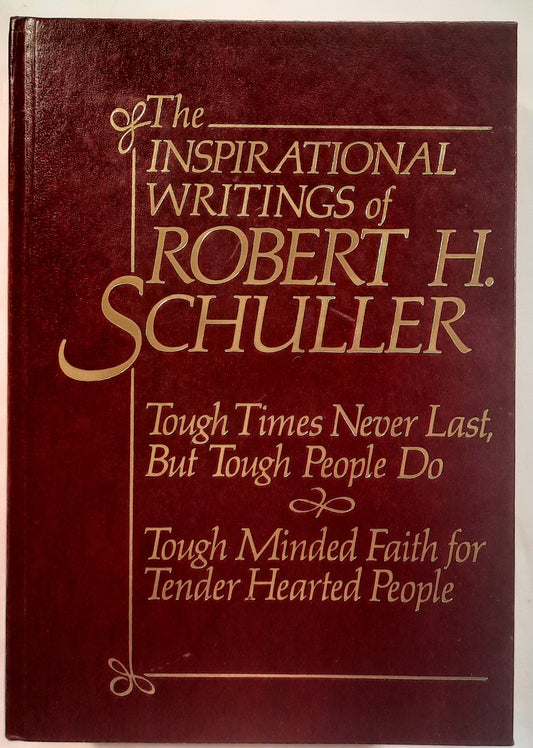 The
INSPIRATIONAL
WRITINGS of
ROBERT H.
SCHULLER
Tough Times Never Last,
But Tough People Do
Tough Minded Faith for
Tender Hearted People